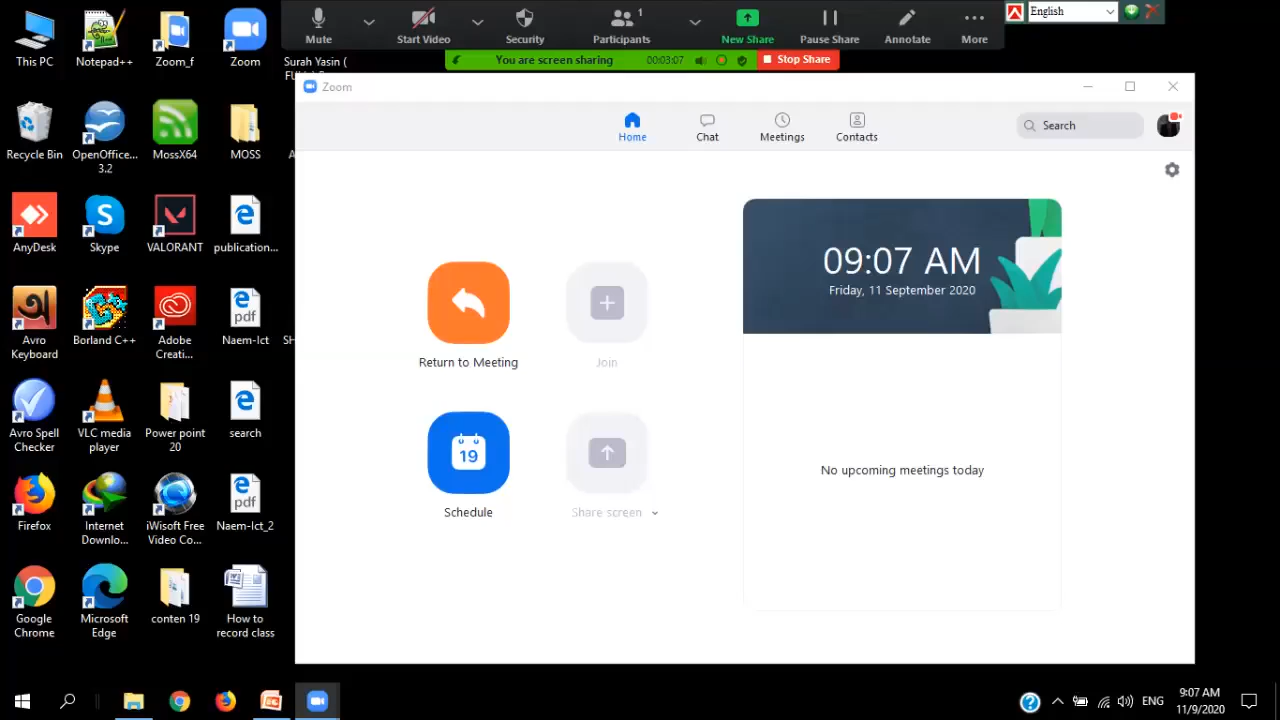 This PC
Notepad++
Zoom_f
Zoom
Surah Yasin (
Mute
Start Video
Security
1
Participants
New Share
Pause Share
Annotate
More
English
You are screen sharing
00:03:07
Stop Share
Zoom
Home
Chat
Meetings
Contacts
Search
Recycle Bin
OpenOffice...
3.2
MossX64
MOSS
AnyDesk
Skype
VALORANT
publication...
Avro
Keyboard
Borland C++
Adobe
Creati...
pdf
Naem-Ict
SH
Avro Spell
Checker
VLC media
player
Power point
20
search
Firefox
Internet
Downlo...
iWisoft Free
Video Co...
pdf
Naem-Ict_2
Google
Chrome
Microsoft
Edge
conten 19
How to
record class
Return to Meeting
Join
19
Schedule
Share screen
09:07 AM
Friday, 11 September 2020
No upcoming meetings today
ENG
9:07 AM
11/9/2020